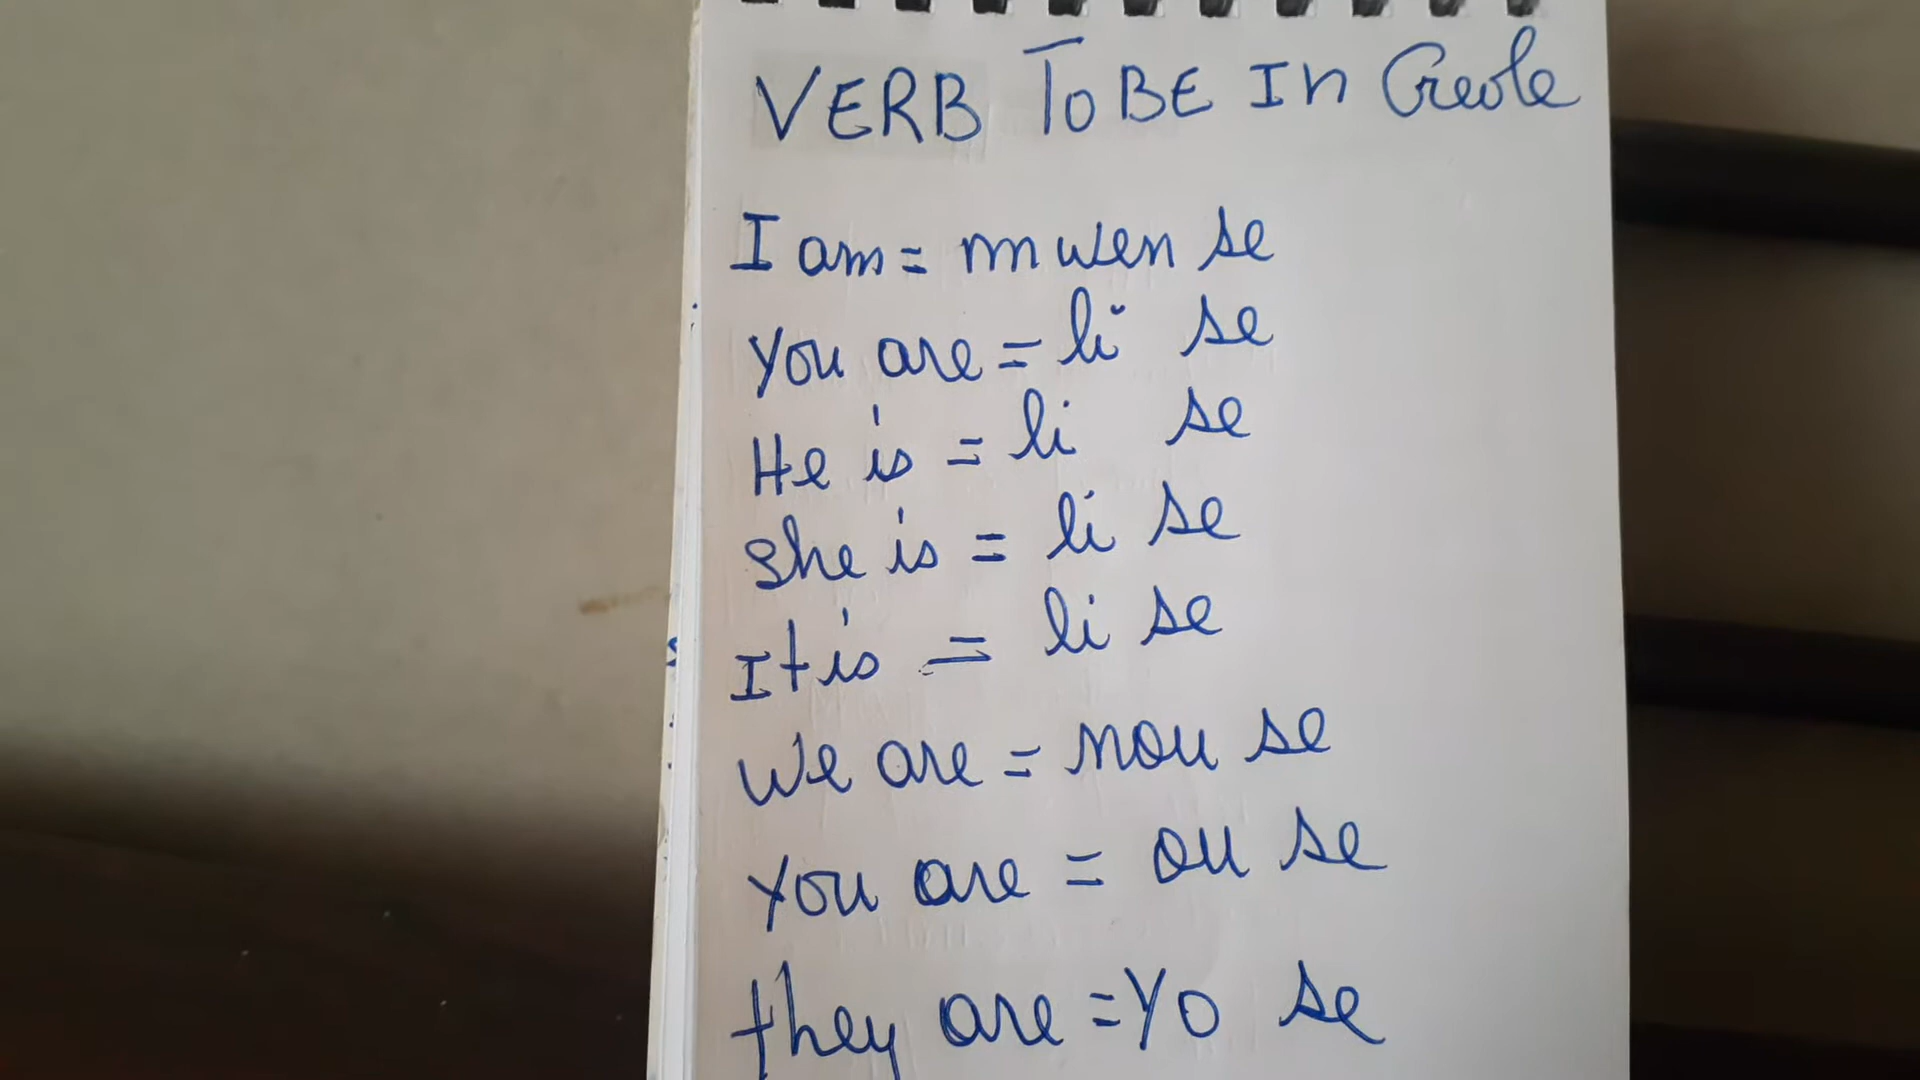 VERB To BE In Creole
I am = mwen se
You are = li se
He is = li se
She is = li se
It is = li se
We are = nou se
You are = ou se
they are = Yo se